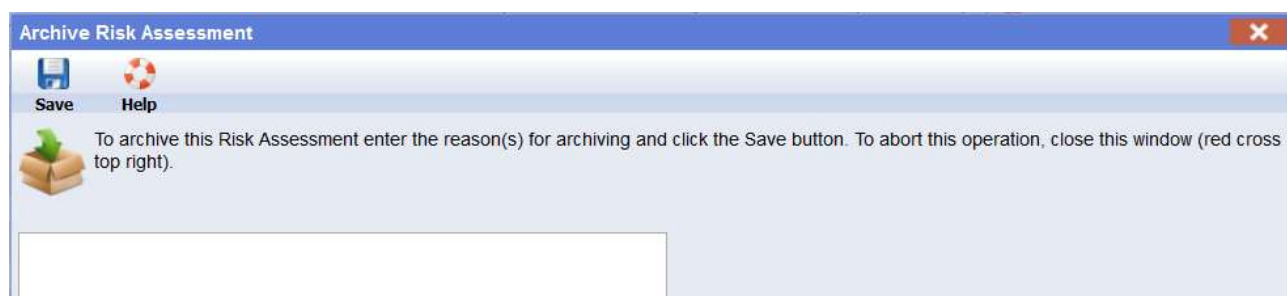 Archive Risk Assessment
Save Help
To archive this Risk Assessment enter the reason(s) for archiving and click the Save button. To abort this operation, close this window (red cross
top right).